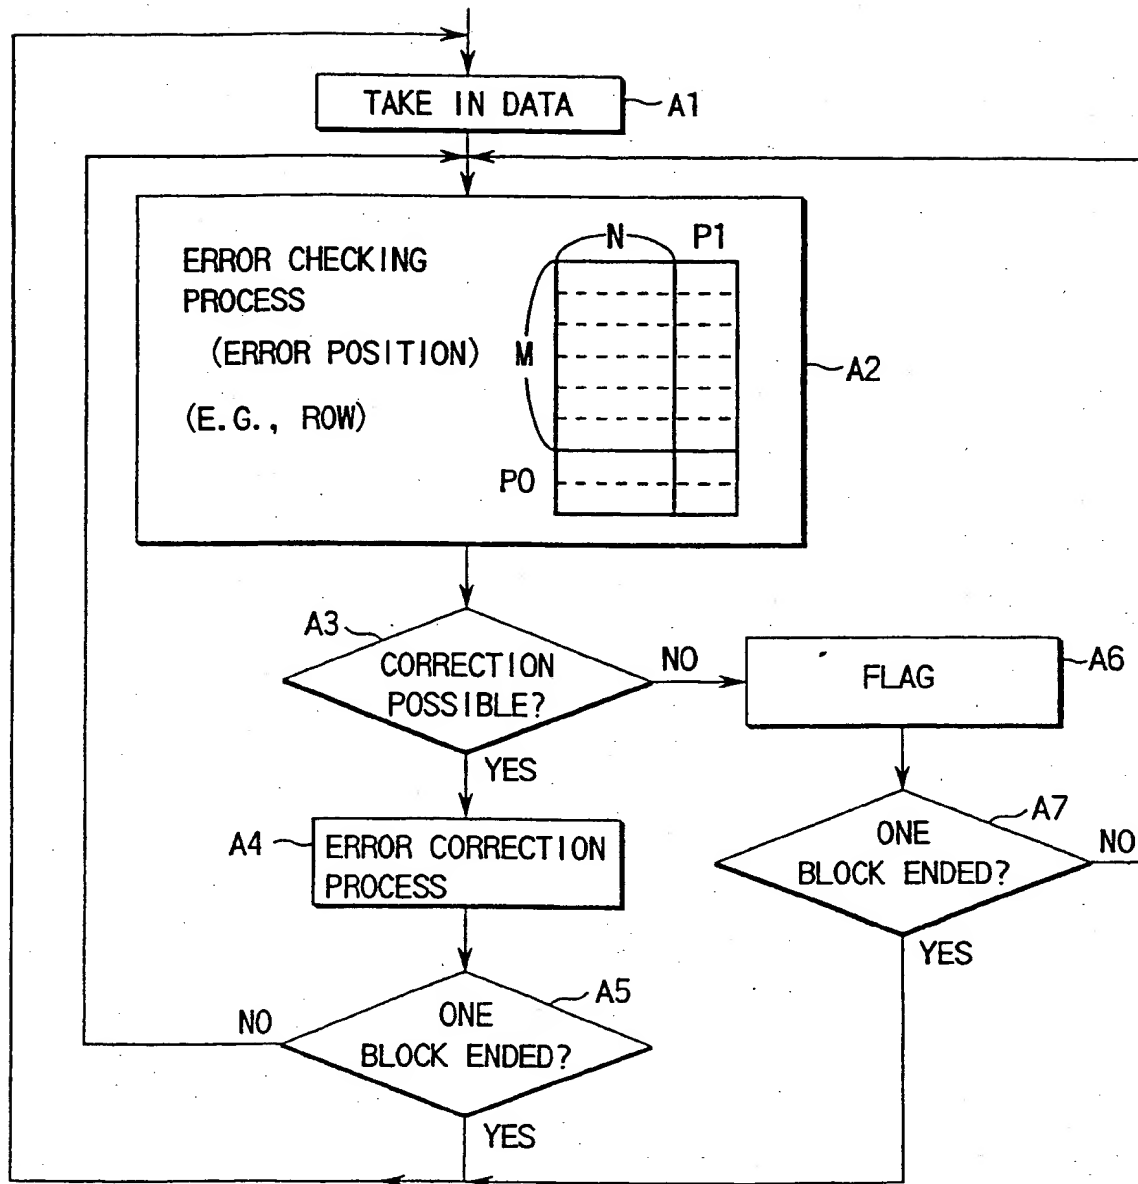 TAKE IN DATA
A1
N
P1
ERROR CHECKING
PROCESS
(ERROR POSITION)
M
A2
(E.G., ROW)
PO
A3
CORRECTION
POSSIBLE?
NO
YES
FLAG
A6
A4
ERROR CORRECTION
PROCESS
A7
ONE
BLOCK ENDED?
NO
YES
A5
ONE
BLOCK ENDED?
NO
YES